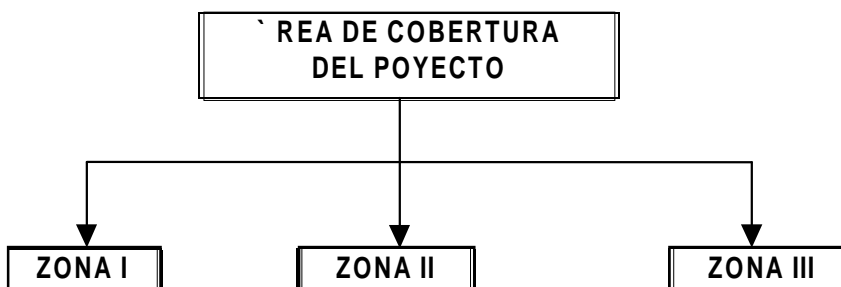 ` REA DE COBERTURA
DEL POYECTO
ZONA I
ZONA II
ZONA III